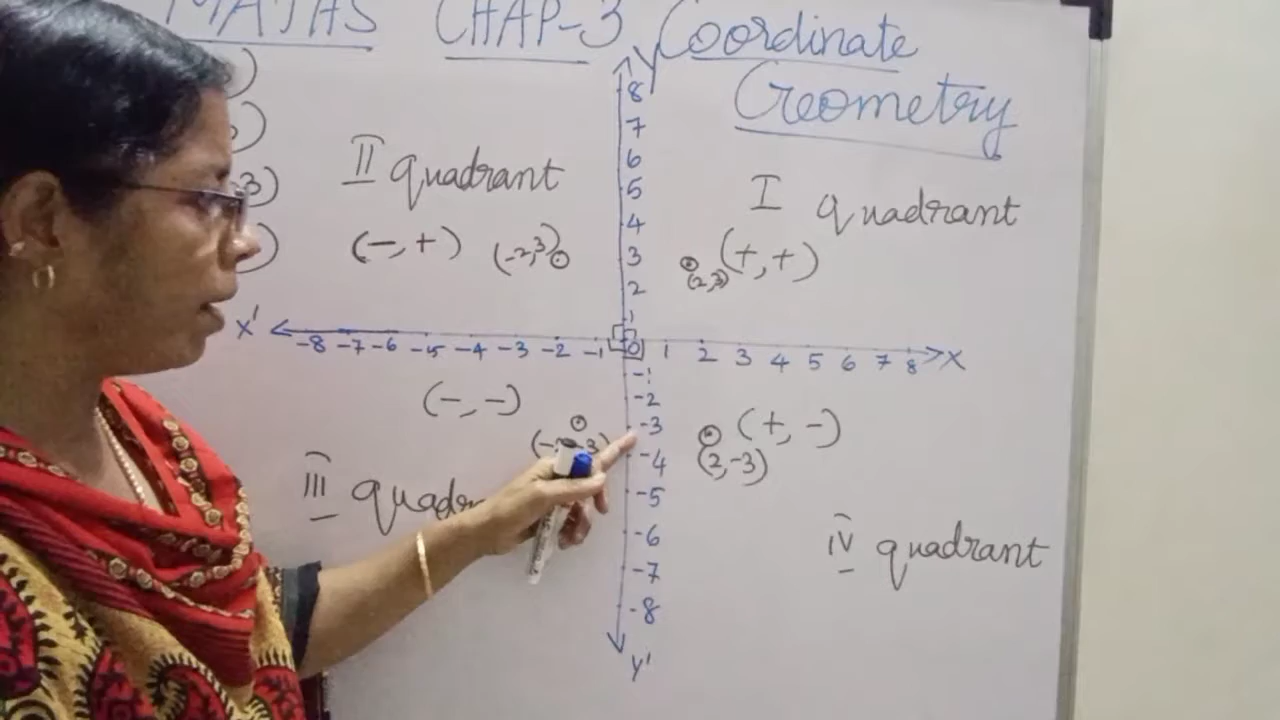 MATHS CHAP-3 Coordinate
Geometry
Y
8
7
II quadrant
6
5
I quadrant
4
(-,+) (-2,3)
3
(+,+)
(2,3)
2
1
X' -8 -7 -6 -5 -4 -3 -2 -1 0 1 2 3 4 5 6 7 8 X
-1
(-,-)
-2
-3
(+,-)
-4
(2,-3)
III
-5
-6
IV quadrant
-7
-8
Y'